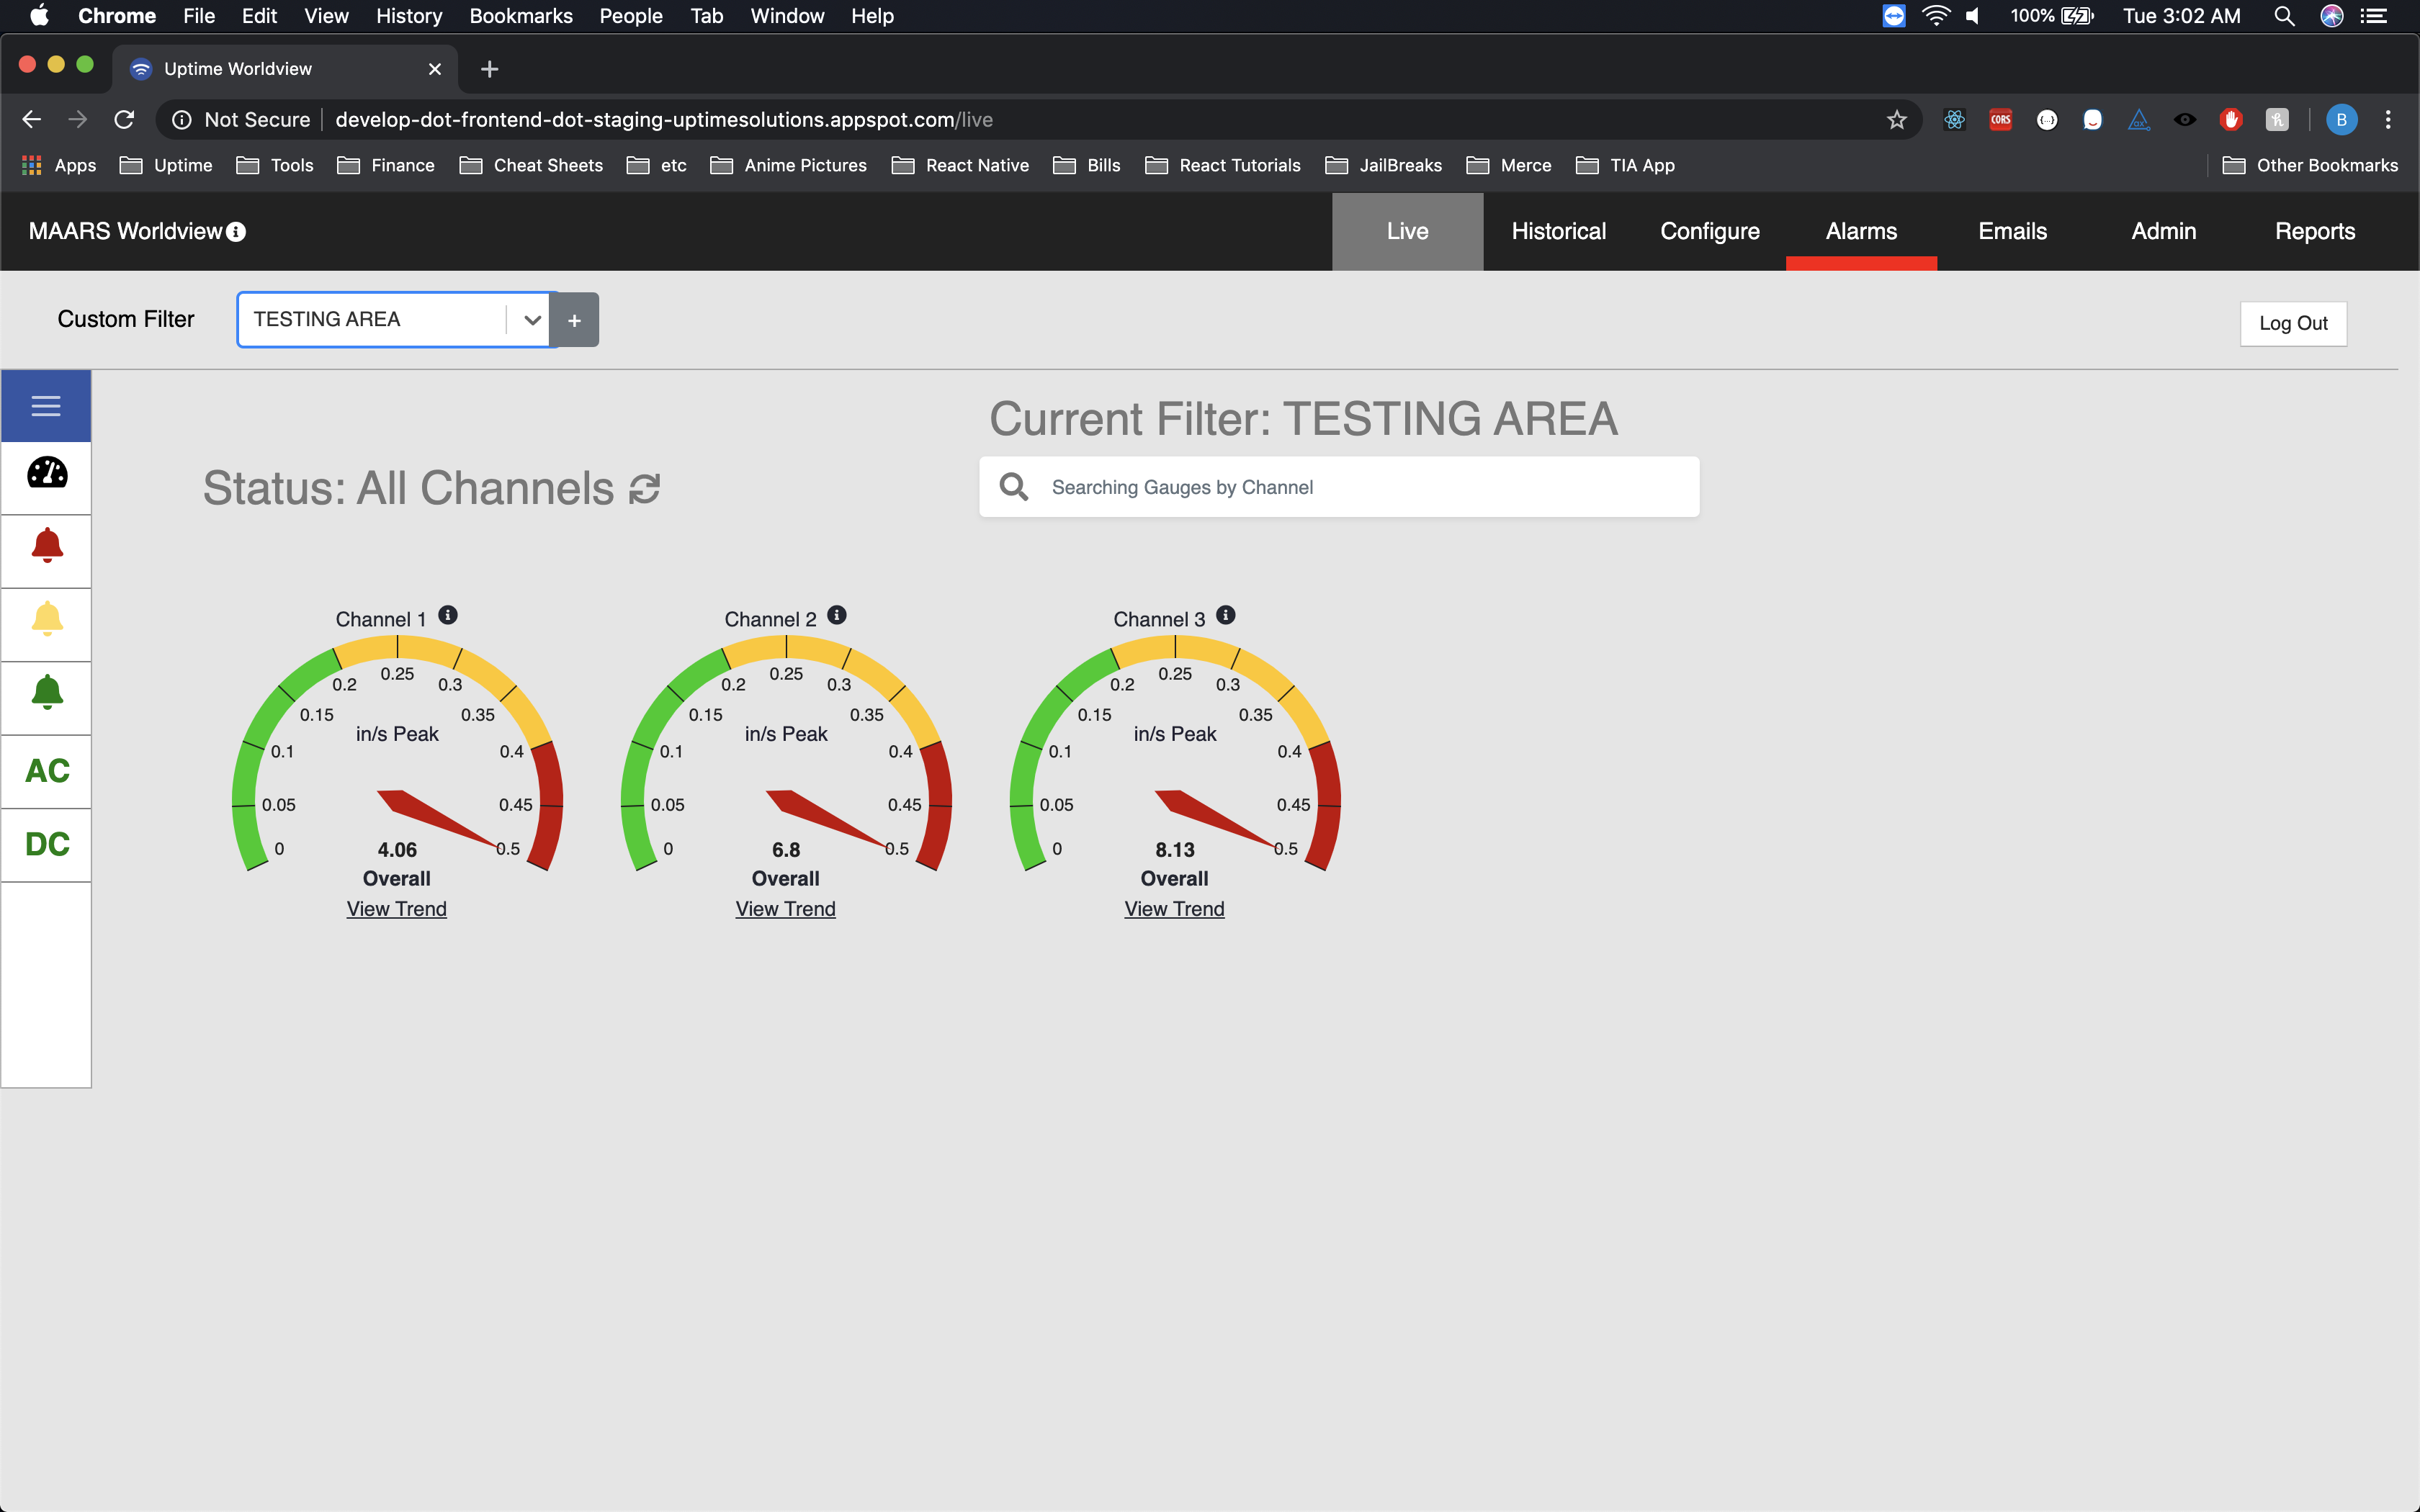 Chrome File Edit View History Bookmarks People Tab Window Help 100% Tue 3:02 AM
Uptime Worldview
Not Secure develop-dot-frontend-dot-staging-uptimesolutions.appspot.com/live CORS B
Apps Uptime Tools Finance Cheat Sheets etc Anime Pictures React Native Bills React Tutorials JailBreaks Merce TIA App Other Bookmarks
MAARS Worldview Live Historical Configure Alarms Emails Admin Reports
Custom Filter TESTING AREA + Log Out
Current Filter: TESTING AREA
Status: All Channels
Searching Gauges by Channel
AC
DC
Channel 1
0 0.05 0.1 0.15 0.2 0.25 0.3 0.35 0.4 0.45 0.5
in/s Peak
4.06
Overall
View Trend
Channel 2
0 0.05 0.1 0.15 0.2 0.25 0.3 0.35 0.4 0.45 0.5
in/s Peak
6.8
Overall
View Trend
Channel 3
0 0.05 0.1 0.15 0.2 0.25 0.3 0.35 0.4 0.45 0.5
in/s Peak
8.13
Overall
View Trend